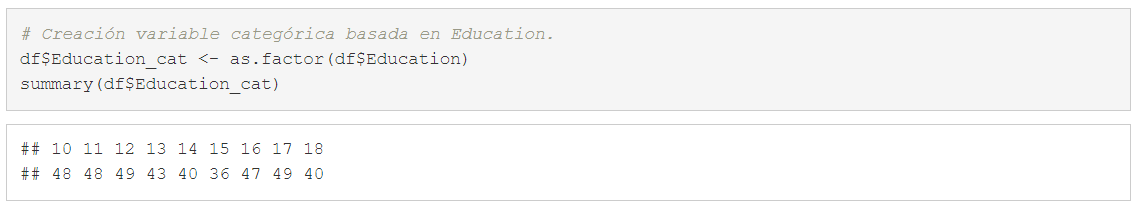 # Creación variable categórica basada en Education.
df$Education_cat <- as.factor(df$Education)
summary(df$Education_cat)
## 10 11 12 13 14 15 16 17 18
## 48 48 49 43 40 36 47 49 40